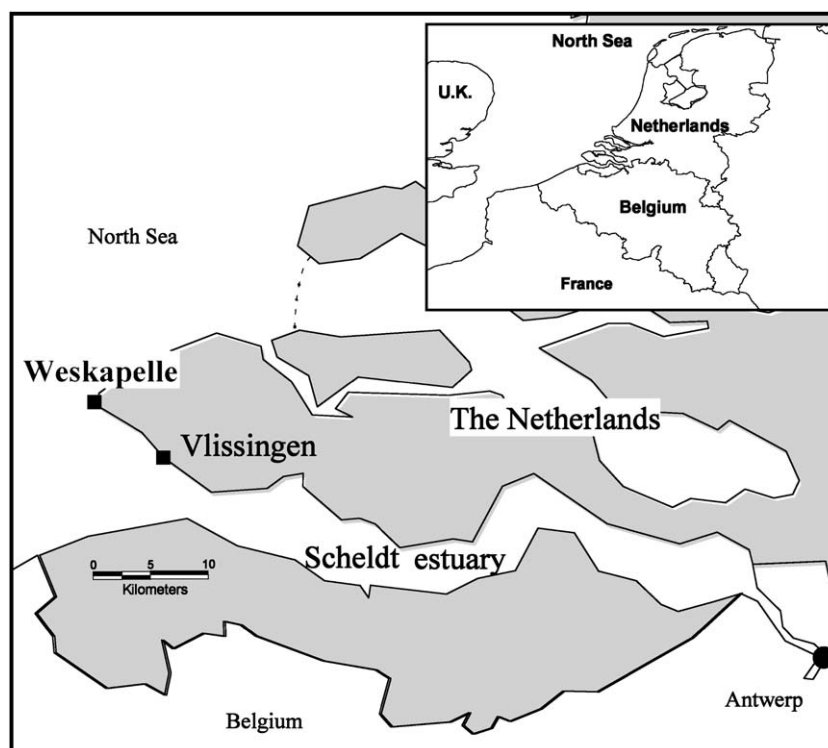 North Sea
U.K.
Netherlands
Belgium
France
North Sea
Weskapelle
The Netherlands
Vlissingen
Scheldt estuary
0 5 10
Kilometers
Antwerp
Belgium